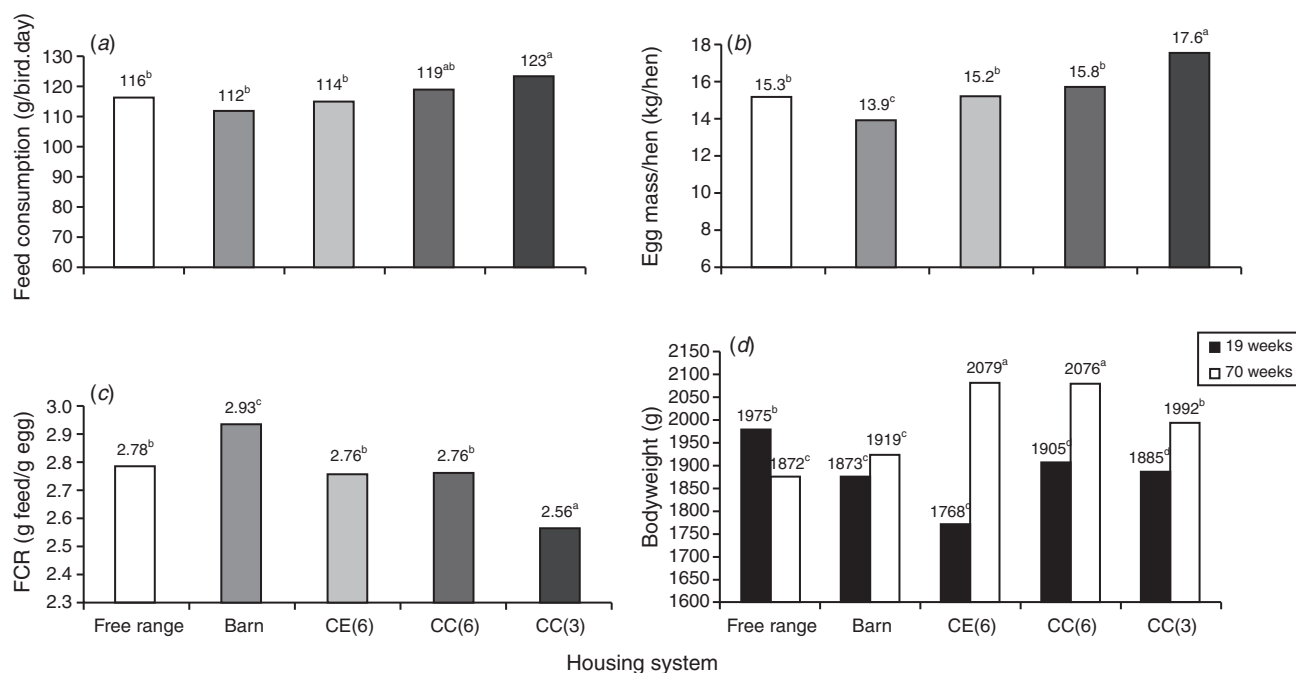 (a)
Feed consumption (g/bird.day)
130
120
110
100
90
80
70
60
116b
112b
114b
119ab
123a
(b)
Egg mass/hen (kg/hen)
18
16
14
12
10
8
6
15.3b
13.9c
15.2b
15.8b
17.6a
(c)
FCR (g feed/g egg)
3.0
2.9
2.8
2.7
2.6
2.5
2.4
2.3
2.78b
2.93c
2.76b
2.76b
2.56a
Free range Barn CE(6) CC(6) CC(3)
(d)
19 weeks
70 weeks
Bodyweight (g)
2150
2100
2050
2000
1950
1900
1850
1800
1750
1700
1650
1600
1975b
1872c
1873c
1919c
1768c
2079a
1905c
2076a
1885d
1992b
Free range Barn CE(6) CC(6) CC(3)
Housing system